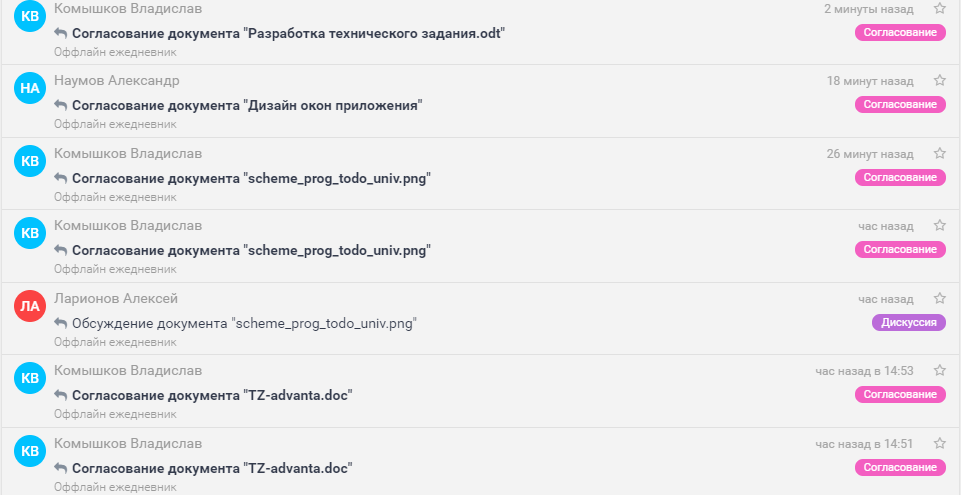 КВ Комышков Владислав 2 минуты назад
Согласование документа "Разработка технического задания.odt" Согласование
Оффлайн ежедневник
НА Наумов Александр 18 минут назад
Согласование документа "Дизайн окон приложения" Согласование
Оффлайн ежедневник
КВ Комышков Владислав 26 минут назад
Согласование документа "scheme_prog_todo_univ.png" Согласование
Оффлайн ежедневник
КВ Комышков Владислав час назад
Согласование документа "scheme_prog_todo_univ.png" Согласование
Оффлайн ежедневник
ЛА Ларионов Алексей час назад
Обсуждение документа "scheme_prog_todo_univ.png" Дискуссия
Оффлайн ежедневник
КВ Комышков Владислав час назад в 14:53
Согласование документа "TZ-advanta.doc" Согласование
Оффлайн ежедневник
КВ Комышков Владислав час назад в 14:51
Согласование документа "TZ-advanta.doc" Согласование
Оффлайн ежедневник